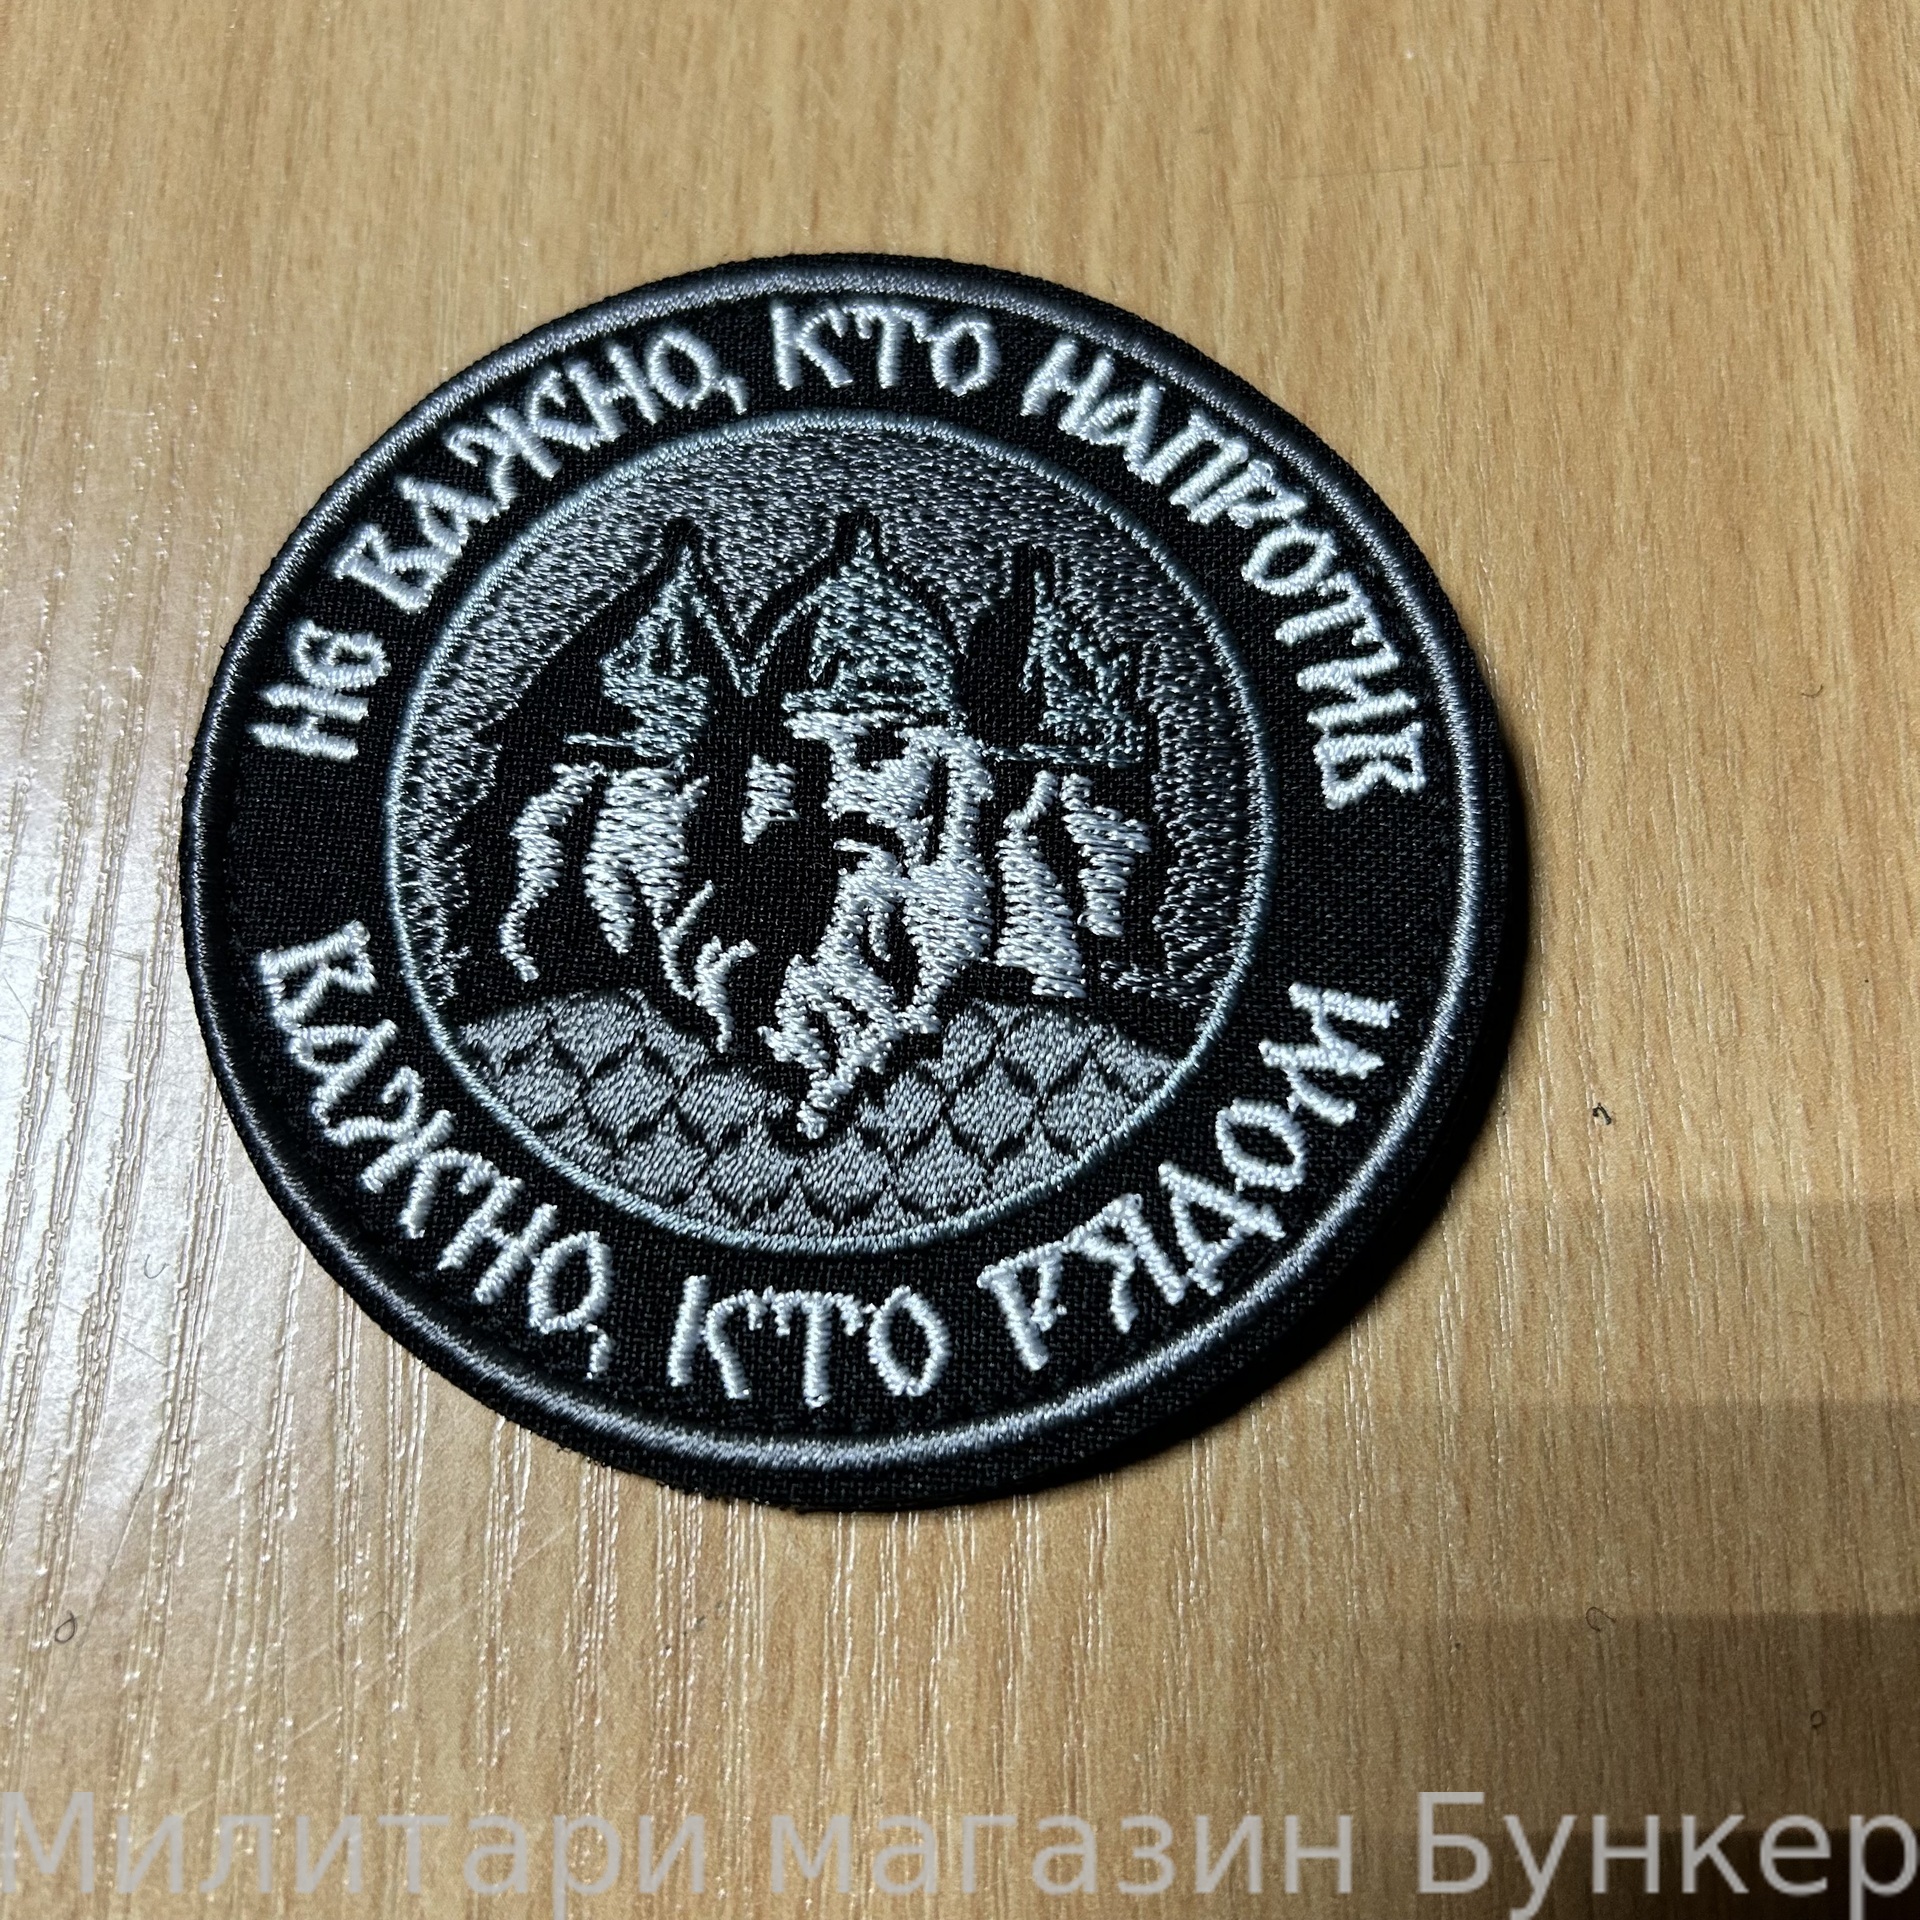 НЕ ВАЖНО, КТО НАПРОТИВ
ВАЖНО, КТО РЯДОМ
Милитари магазин Бункер